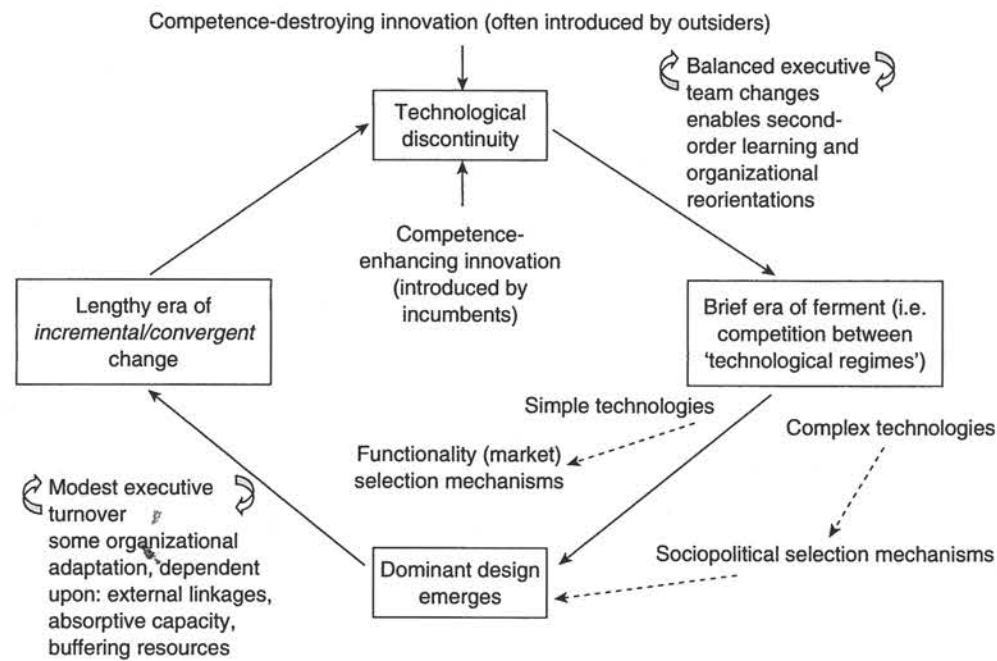 Competence-destroying innovation (often introduced by outsiders)
Balanced executive
team changes
enables second-
order learning and
organizational
reorientations
Technological
discontinuity
Competence-
enhancing innovation
(introduced by
incumbents)
Lengthy era of
incremental/convergent
change
Brief era of ferment (i.e.
competition between
‘technological regimes’)
Simple technologies
Complex technologies
Functionality (market)
selection mechanisms
Modest executive
turnover
some organizational
adaptation, dependent
upon: external linkages,
absorptive capacity,
buffering resources
Sociopolitical selection mechanisms
Dominant design
emerges